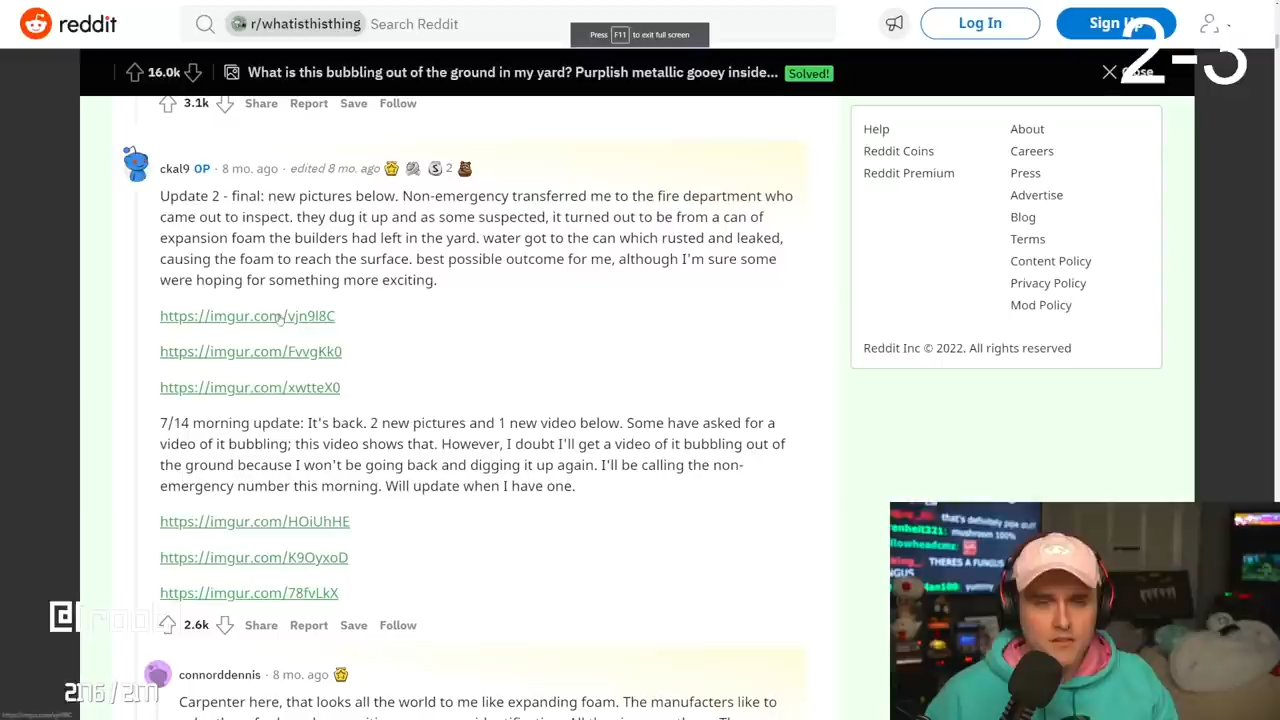 reddit
r/whatisthisthing
Search Reddit
Press F11 to exit full screen
Log In
Sign
2-3
16.0k
What is this bubbling out of the ground in my yard? Purplish metallic gooey inside...
Solved!
3.1k
Share
Report
Save
Follow
ckal9 OP · 8 mo. ago · edited 8 mo. ago
2
Update 2 - final: new pictures below. Non-emergency transferred me to the fire department who
came out to inspect. they dug it up and as some suspected, it turned out to be from a can of
expansion foam the builders had left in the yard. water got to the can which rusted and leaked,
causing the foam to reach the surface. best possible outcome for me, although I'm sure some
were hoping for something more exciting.
https://imgur.com/vjn9l8C
https://imgur.com/FvvgKk0
https://imgur.com/xwtteX0
7/14 morning update: It's back. 2 new pictures and 1 new video below. Some have asked for a
video of it bubbling; this video shows that. However, I doubt I'll get a video of it bubbling out of
the ground because I won't be going back and digging it up again. I'll be calling the non-
emergency number this morning. Will update when I have one.
https://imgur.com/HOiUhHE
https://imgur.com/K9OyxoD
https://imgur.com/78fvLkX
2.6k
Share
Report
Save
Follow
connorddennis · 8 mo. ago
Carpenter here, that looks all the world to me like expanding foam. The manufacters like to
Help
About
Reddit Coins
Careers
Reddit Premium
Press
Advertise
Blog
Terms
Content Policy
Privacy Policy
Mod Policy
Reddit Inc © 2022. All rights reserved
that's definitely
mushroom 100%
THERES A FUNGUS
yummy